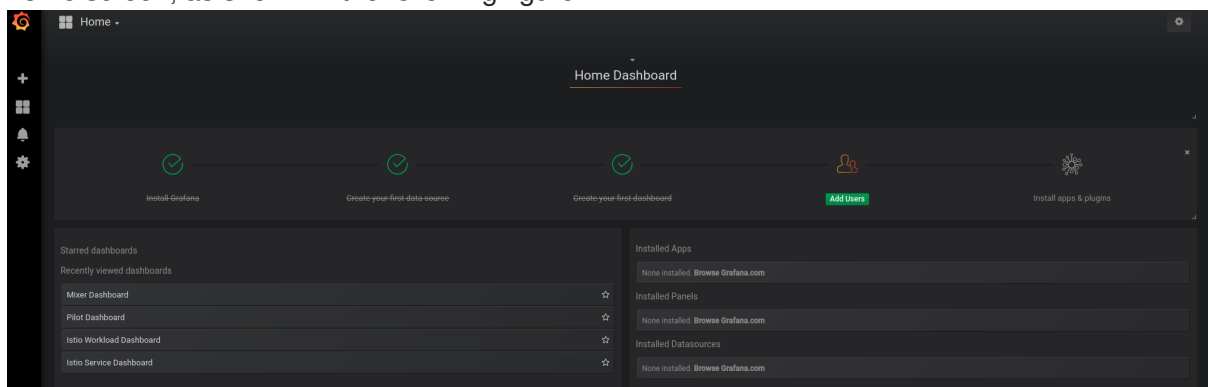 Home
Home Dashboard
Install Grafana
Create your first data source
Create your first dashboard
Add Users
Install apps & plugins
Starred dashboards
Recently viewed dashboards
Mixer Dashboard
Pilot Dashboard
Istio Workload Dashboard
Istio Service Dashboard
Installed Apps
None installed. Browse Grafana.com
Installed Panels
None installed. Browse Grafana.com
Installed Datasources
None installed. Browse Grafana.com